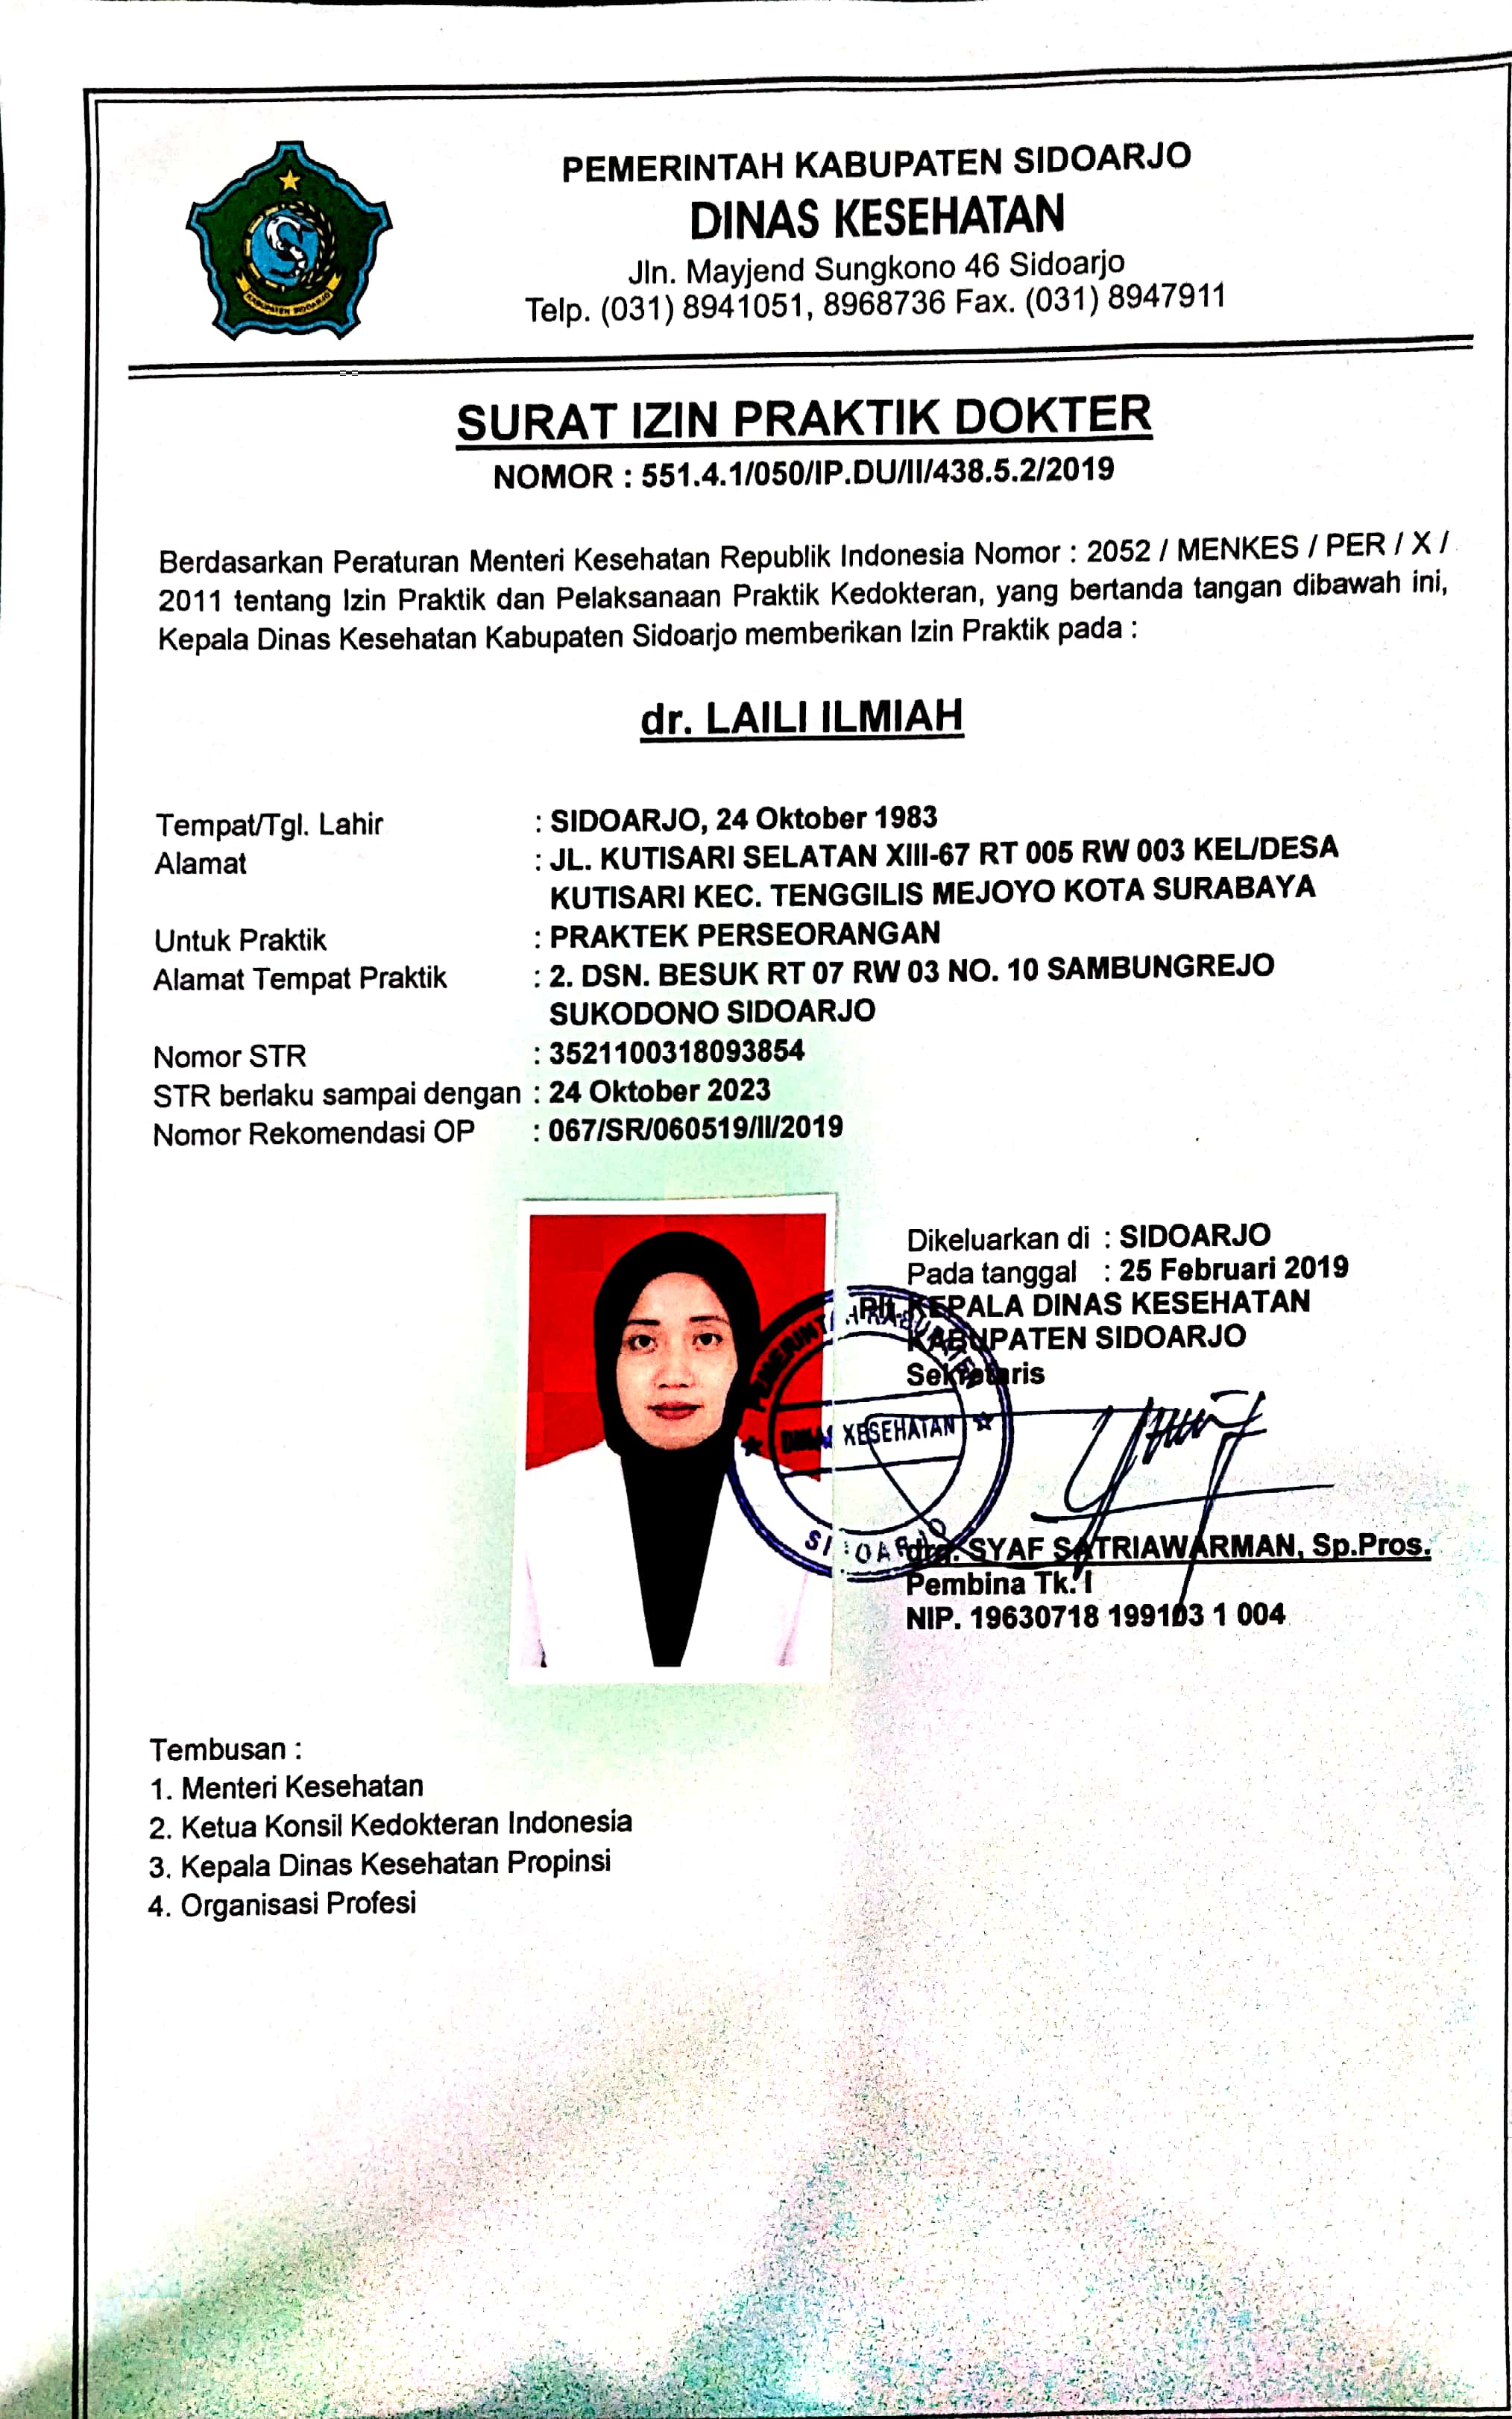 PEMERINTAH KABUPATEN SIDOARJO
DINAS KESEHATAN
Jln. Mayjend Sungkono 46 Sidoarjo
Telp. (031) 8941051, 8968736 Fax. (031) 8947911
KABUPATEN SIDOARJO
SURAT IZIN PRAKTIK DOKTER
NOMOR : 551.4.1/050/IP.DU/II/438.5.2/2019
Berdasarkan Peraturan Menteri Kesehatan Republik Indonesia Nomor : 2052 / MENKES / PER / X /
2011 tentang Izin Praktik dan Pelaksanaan Praktik Kedokteran, yang bertanda tangan dibawah ini,
Kepala Dinas Kesehatan Kabupaten Sidoarjo memberikan Izin Praktik pada :
dr. LAILI ILMIAH
Tempat/Tgl. Lahir : SIDOARJO, 24 Oktober 1983
Alamat : JL. KUTISARI SELATAN XIII-67 RT 005 RW 003 KEL/DESA
KUTISARI KEC. TENGGILIS MEJOYO KOTA SURABAYA
Untuk Praktik : PRAKTEK PERSEORANGAN
Alamat Tempat Praktik : 2. DSN. BESUK RT 07 RW 03 NO. 10 SAMBUNGREJO
SUKODONO SIDOARJO
Nomor STR : 3521100318093854
STR berlaku sampai dengan : 24 Oktober 2023
Nomor Rekomendasi OP : 067/SR/060519/II/2019
Dikeluarkan di : SIDOARJO
Pada tanggal : 25 Februari 2019
Plt. KEPALA DINAS KESEHATAN
KABUPATEN SIDOARJO
Sekretaris
PEMERINTAH KABUPATEN
DINAS KESEHATAN
SIDOARJO
drg. SYAF SATRIAWARMAN, Sp.Pros.
Pembina Tk. I
NIP. 19630718 199103 1 004
Tembusan :
1. Menteri Kesehatan
2. Ketua Konsil Kedokteran Indonesia
3. Kepala Dinas Kesehatan Propinsi
4. Organisasi Profesi